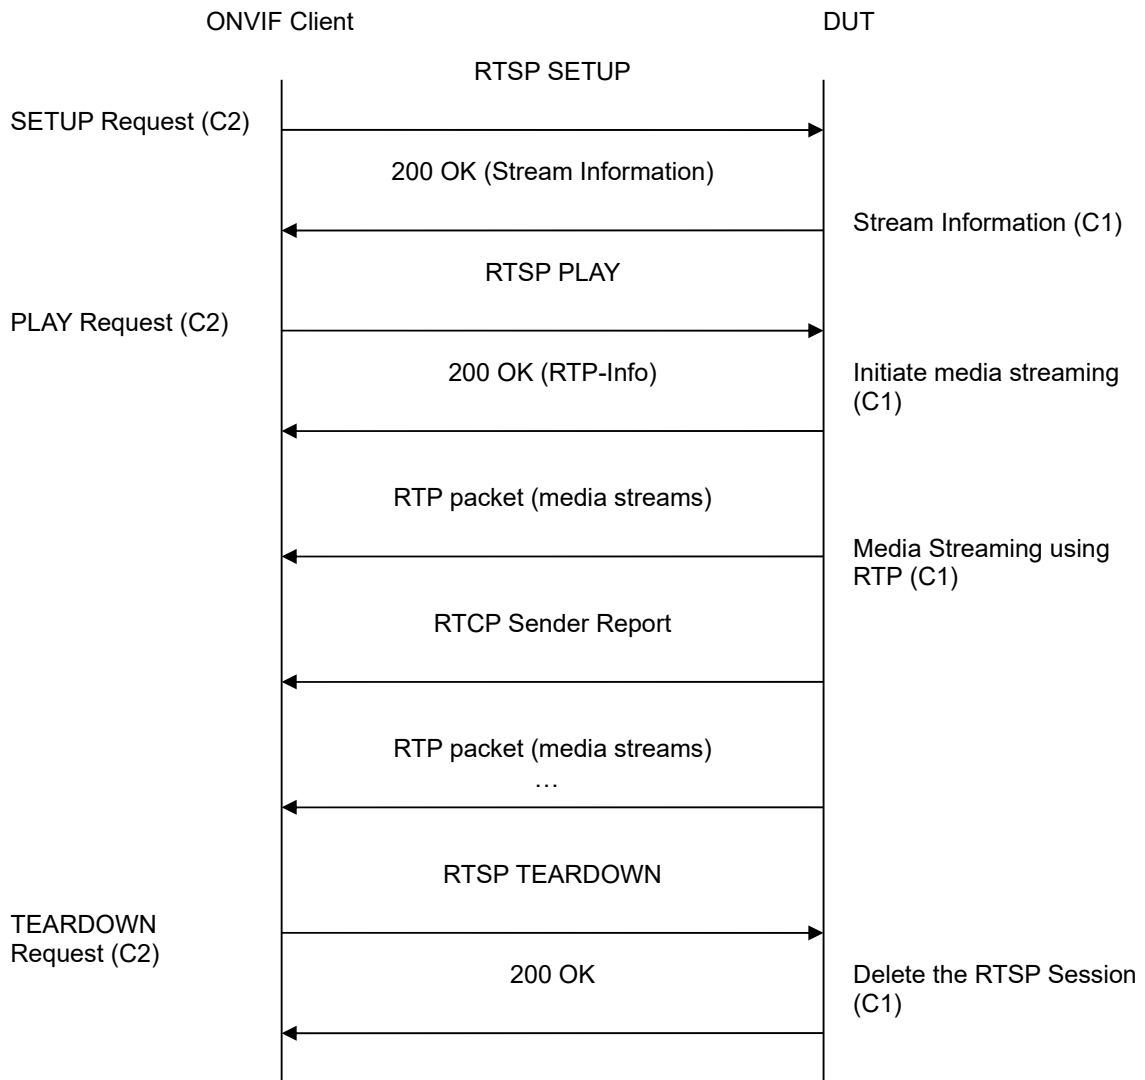 ONVIF Client
DUT
RTSP SETUP
SETUP Request (C2)
200 OK (Stream Information)
Stream Information (C1)
RTSP PLAY
PLAY Request (C2)
200 OK (RTP-Info)
Initiate media streaming
(C1)
RTP packet (media streams)
Media Streaming using
RTP (C1)
RTCP Sender Report
RTP packet (media streams)
…
RTSP TEARDOWN
TEARDOWN
Request (C2)
200 OK
Delete the RTSP Session
(C1)